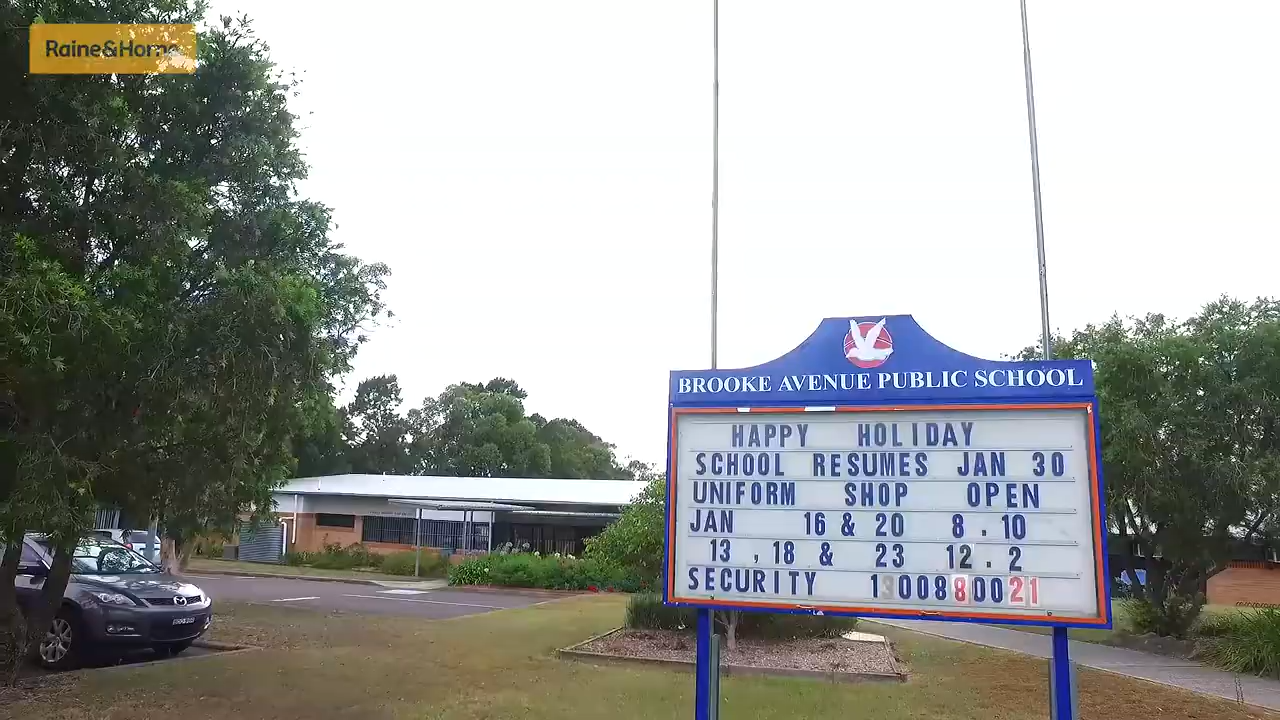 Raine&Horne
BROOKE AVENUE PUBLIC SCHOOL
HAPPY HOLIDAY
SCHOOL RESUMES JAN 30
UNIFORM SHOP OPEN
JAN 16 & 20 8.10
13 ,18 & 23 12.2
SECURITY 1300880021